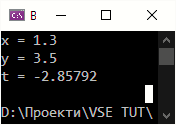 В
x = 1.3
y = 3.5
t = -2.85792
D:\Проекти\VSE TUT\